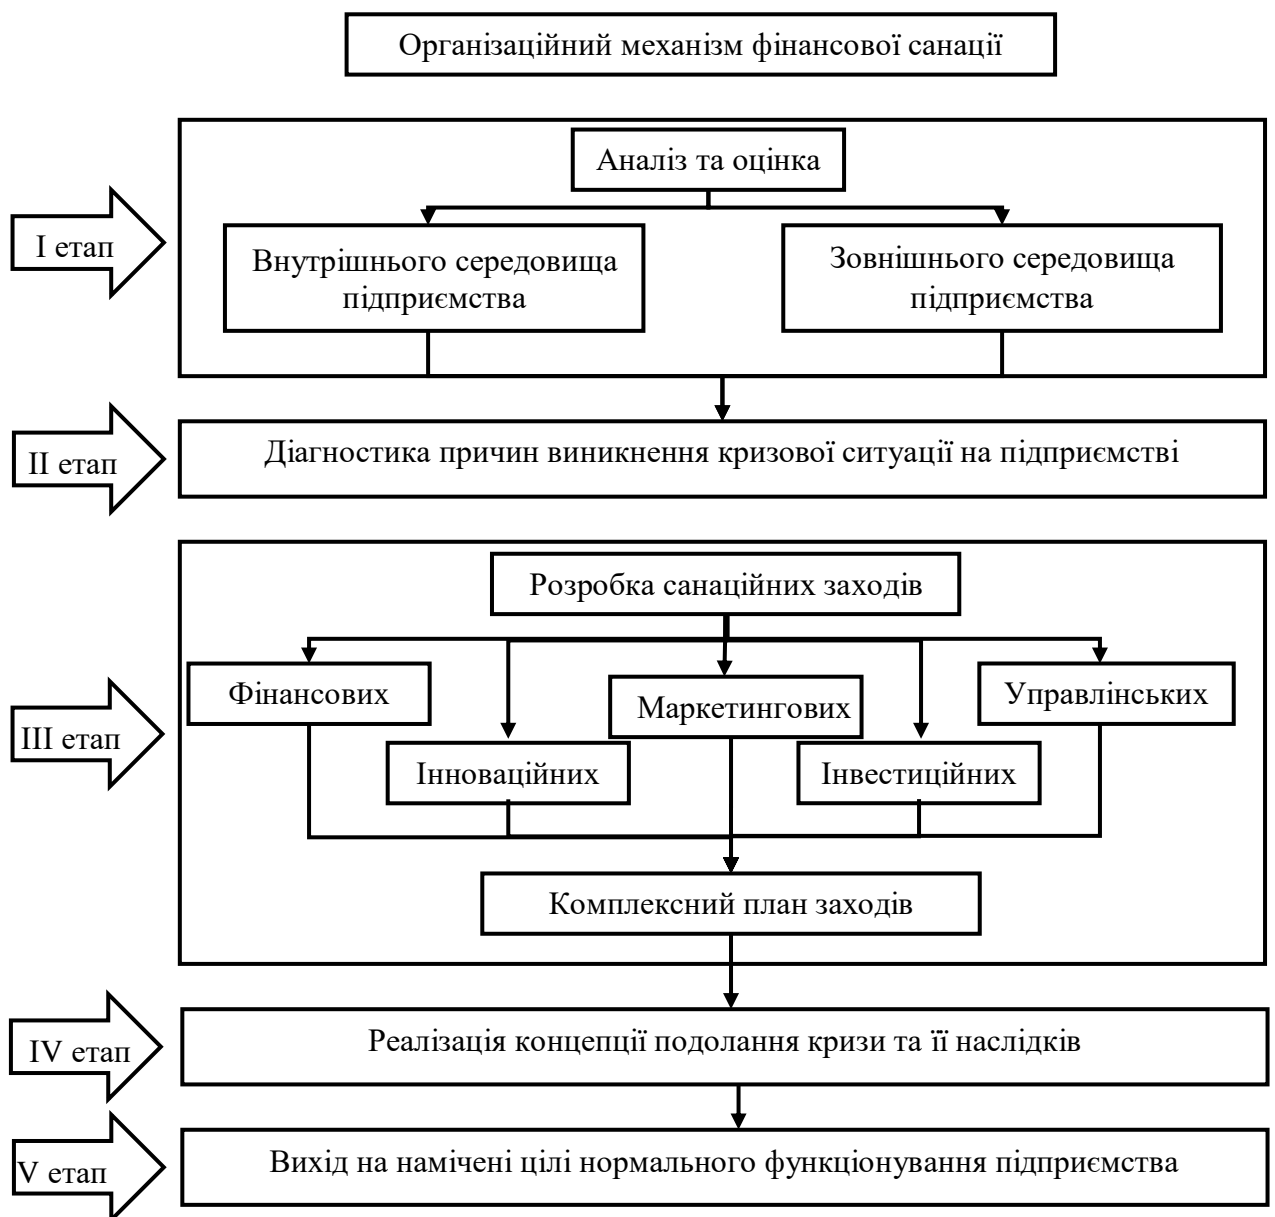 Організаційний механізм фінансової санації
Аналіз та оцінка
I етап
Внутрішнього середовища
підприємства
Зовнішнього середовища
підприємства
II етап
Діагностика причин виникнення кризової ситуації на підприємстві
Розробка санаційних заходів
Фінансових
Маркетингових
Управлінських
III етап
Інноваційних
Інвестиційних
Комплексний план заходів
IV етап
Реалізація концепції подолання кризи та її наслідків
V етап
Вихід на намічені цілі нормального функціонування підприємства